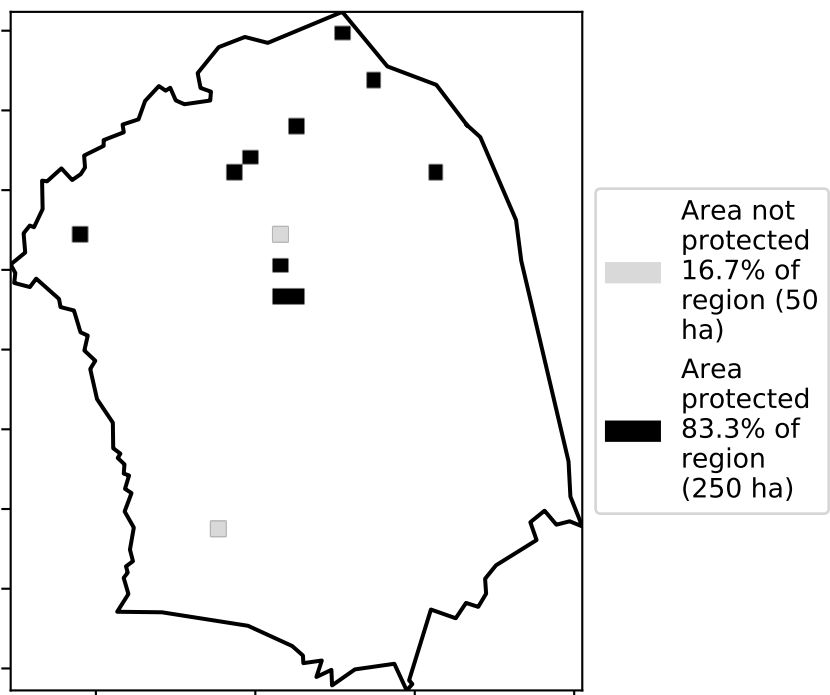 Area not
protected
16.7% of
region (50
ha)
Area
protected
83.3% of
region
(250 ha)